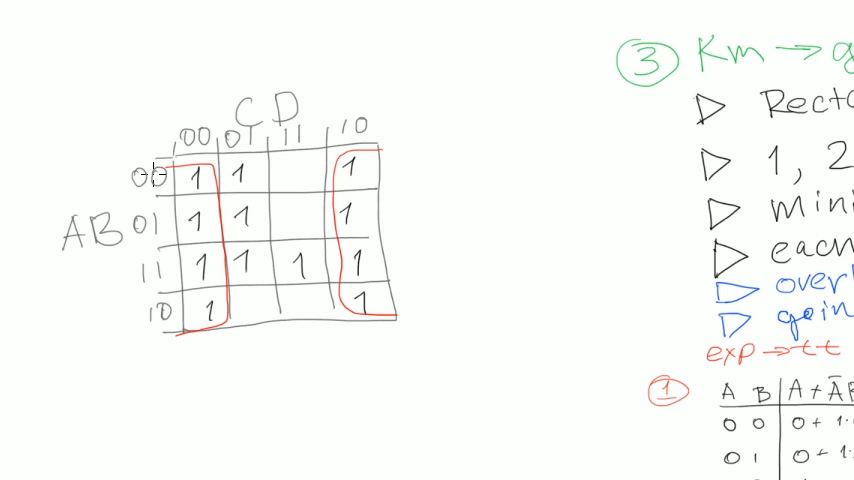 CD
00 01 11 10
00 1 1 1
AB 01 1 1 1
11 1 1 1 1
10 1 1
3 Km →
1, 2
mini
each
over
goin
exp → tt
1
A B A + ĀB
0 0 0 + 1.
0 1 0 + 1.